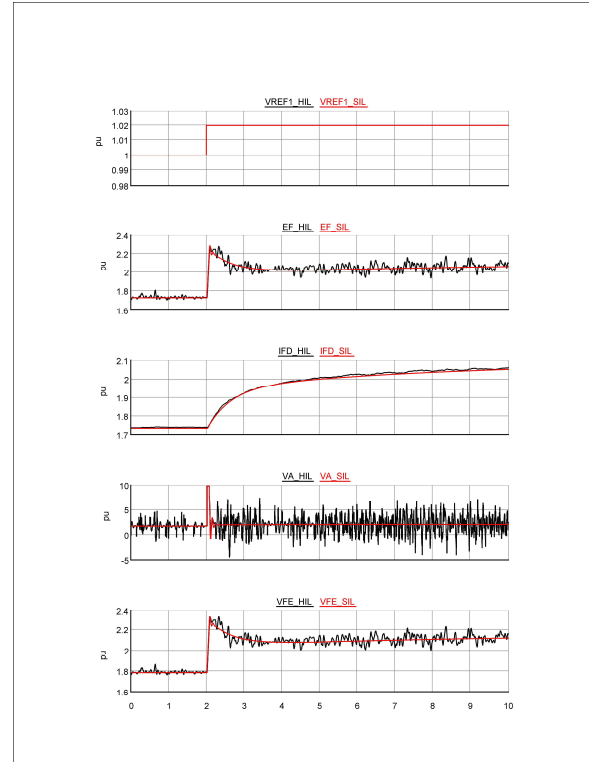 VREF1_HIL VREF1_SIL
1.03
1.02
1.01
1
0.99
0.98
pu
EF_HIL EF_SIL
2.4
2.2
2
1.8
1.6
pu
IFD_HIL IFD_SIL
2.1
2
1.9
1.8
1.7
pu
VA_HIL VA_SIL
10
5
0
-5
pu
VFE_HIL VFE_SIL
2.4
2.2
2
1.8
1.6
pu
0 1 2 3 4 5 6 7 8 9 10